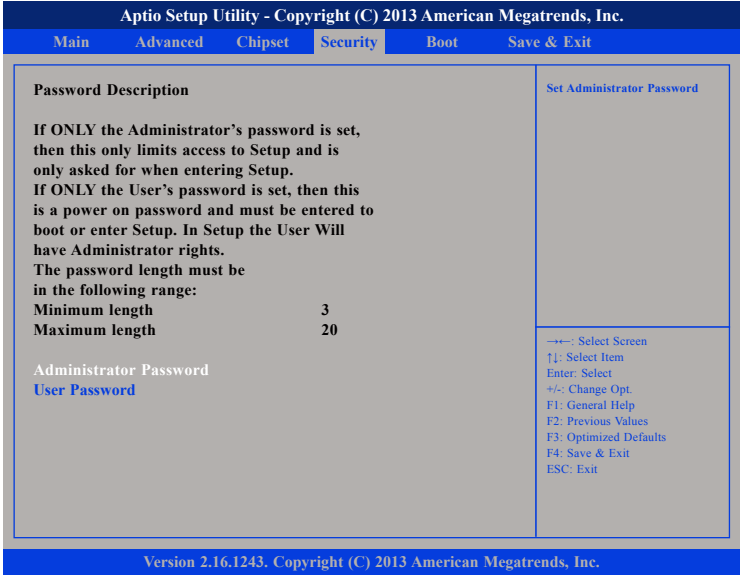 Aptio Setup Utility - Copyright (C) 2013 American Megatrends, Inc.
Main Advanced Chipset Security Boot Save & Exit
Password Description
If ONLY the Administrator's password is set,
then this only limits access to Setup and is
only asked for when entering Setup.
If ONLY the User's password is set, then this
is a power on password and must be entered to
boot or enter Setup. In Setup the User Will
have Administrator rights.
The password length must be
in the following range:
Minimum length 3
Maximum length 20
Administrator Password
User Password
Set Administrator Password
→←: Select Screen
↑↓: Select Item
Enter: Select
+/-: Change Opt.
F1: General Help
F2: Previous Values
F3: Optimized Defaults
F4: Save & Exit
ESC: Exit
Version 2.16.1243. Copyright (C) 2013 American Megatrends, Inc.